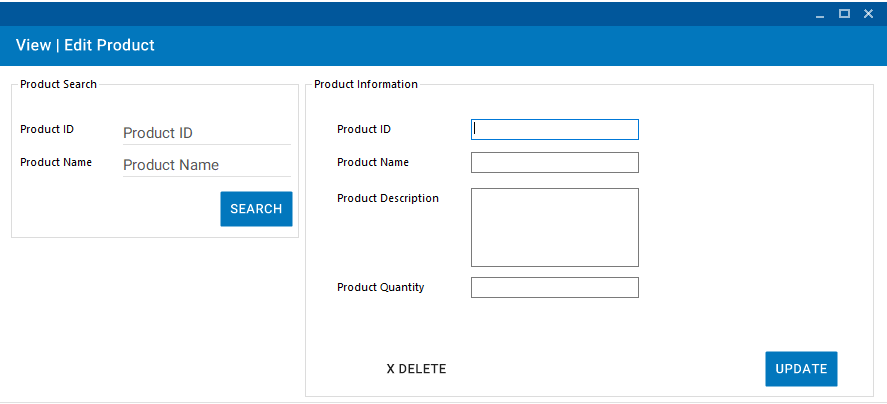 View | Edit Product
Product Search
Product ID
Product ID
Product Name
Product Name
SEARCH
Product Information
Product ID
Product Name
Product Description
Product Quantity
X DELETE
UPDATE